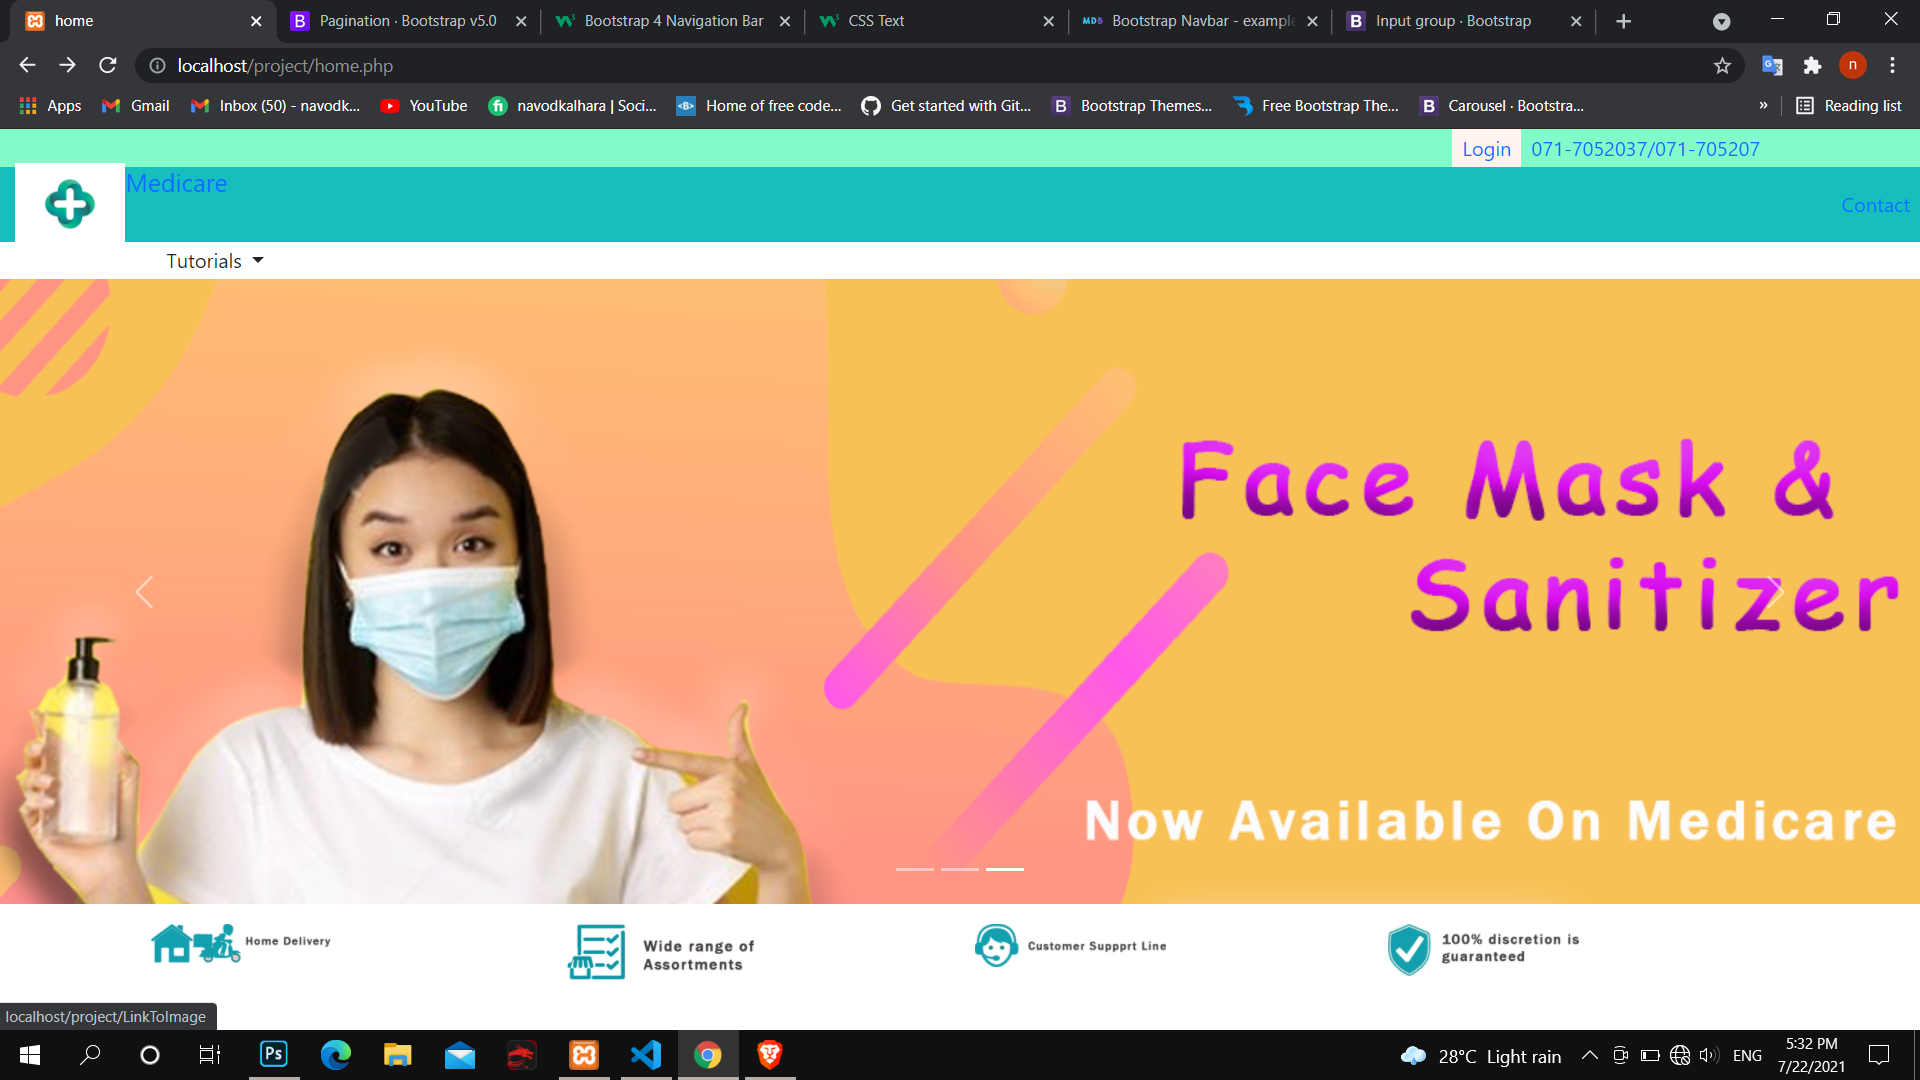 home
Pagination · Bootstrap v5.0
Bootstrap 4 Navigation Bar
CSS Text
Bootstrap Navbar - example
Input group · Bootstrap
localhost/project/home.php
n
Apps
Gmail
Inbox (50) - navodk...
YouTube
navodkalhara | Soci...
Home of free code...
Get started with Git...
Bootstrap Themes...
Free Bootstrap The...
Carousel · Bootstra...
»
Reading list
Login
071-7052037/071-705207
Medicare
Contact
Tutorials
Face Mask &
Sanitizer
Now Available On Medicare
Home Delivery
Wide range of
Assortments
Customer Suppprt Line
100% discretion is
guaranteed
localhost/project/LinkToImage
Ps
28°C Light rain
ENG
5:32 PM
7/22/2021